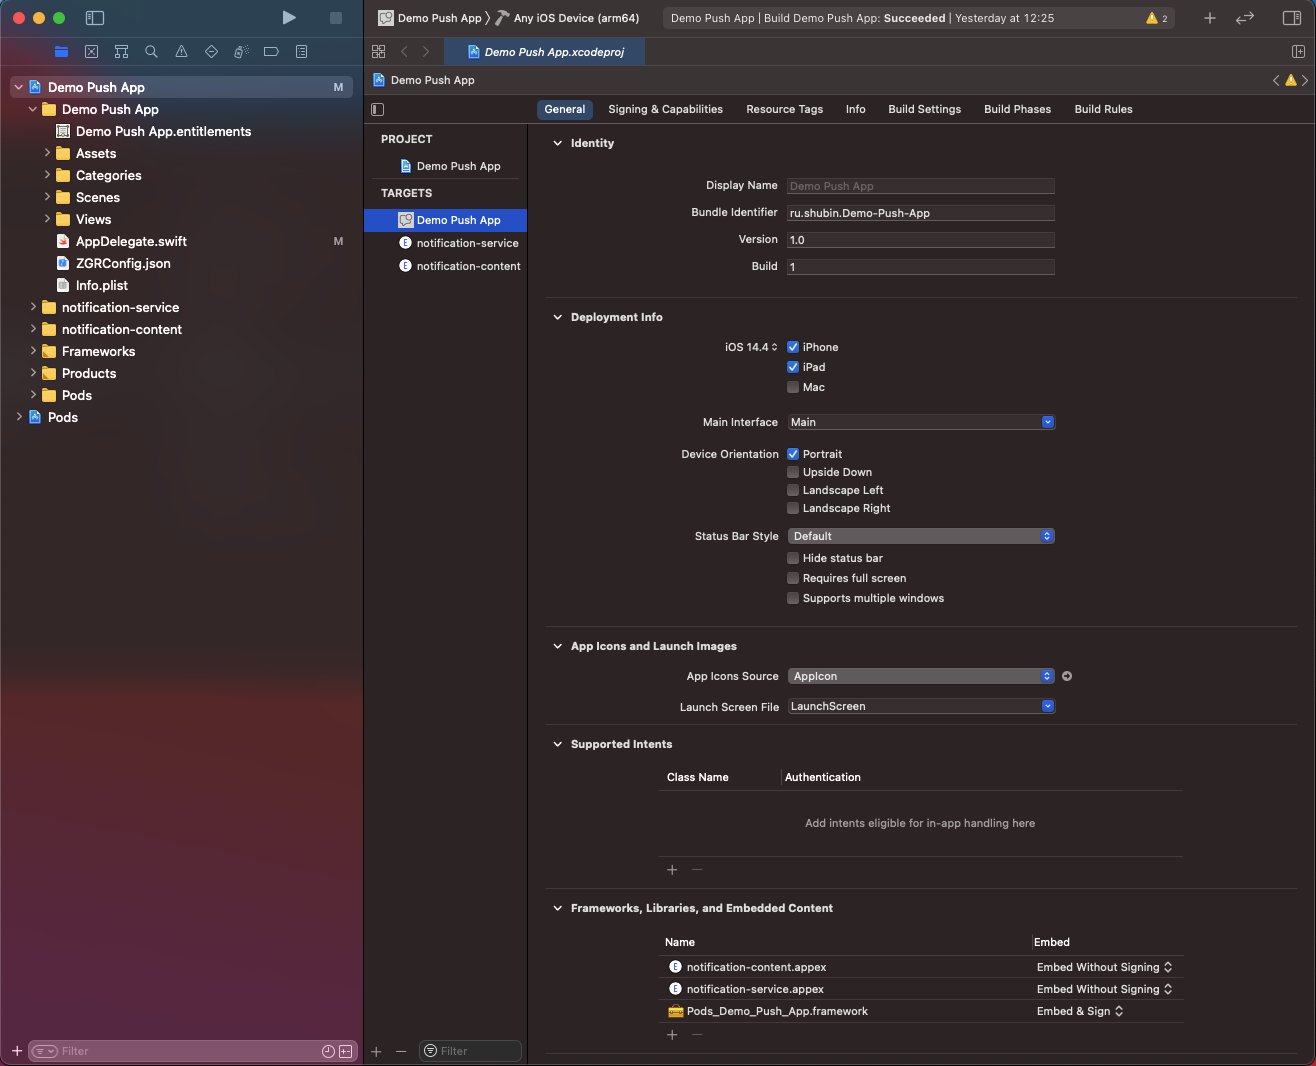 Demo Push App
Any iOS Device (arm64)
Demo Push App | Build Demo Push App: Succeeded | Yesterday at 12:25
2
Demo Push App.xcodeproj
Demo Push App
Demo Push App M
Demo Push App
Demo Push App.entitlements
Assets
Categories
Scenes
Views
AppDelegate.swift M
ZGRConfig.json
Info.plist
notification-service
notification-content
Frameworks
Products
Pods
Pods
Filter
General Signing & Capabilities Resource Tags Info Build Settings Build Phases Build Rules
PROJECT
Demo Push App
TARGETS
Demo Push App
E notification-service
E notification-content
Filter
Identity
Display Name Demo Push App
Bundle Identifier ru.shubin.Demo-Push-App
Version 1.0
Build 1
Deployment Info
iOS 14.4 iPhone
iPad
Mac
Main Interface Main
Device Orientation Portrait
Upside Down
Landscape Left
Landscape Right
Status Bar Style Default
Hide status bar
Requires full screen
Supports multiple windows
App Icons and Launch Images
App Icons Source AppIcon
Launch Screen File LaunchScreen
Supported Intents
Class Name Authentication
Add intents eligible for in-app handling here
Frameworks, Libraries, and Embedded Content
Name Embed
E notification-content.appex Embed Without Signing
E notification-service.appex Embed Without Signing
Pods_Demo_Push_App.framework Embed & Sign